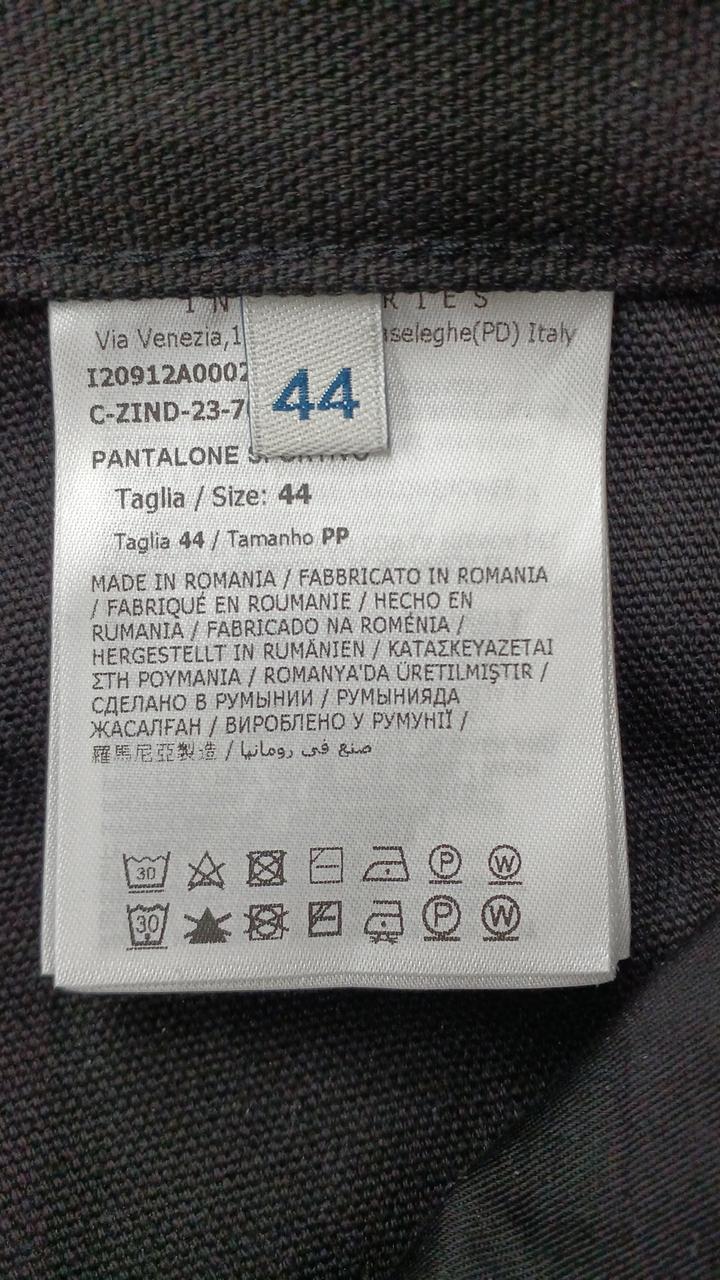 IN RIES
Via Venezia,1 aseleghe(PD) Italy
I20912A0002
C-ZIND-23-7
44
PANTALONE SPORTIVO
Taglia / Size: 44
Taglia 44 / Tamanho PP
MADE IN ROMANIA / FABBRICATO IN ROMANIA
/ FABRIQUÉ EN ROUMANIE / HECHO EN
RUMANIA / FABRICADO NA ROMÉNIA /
HERGESTELLT IN RUMÄNIEN / ΚΑΤΑΣΚΕΥΑΖΕΤΑΙ
ΣΤΗ ΡΟΥΜΑΝΙΑ / ROMANYA'DA ÜRETILMIŞTIR /
СДЕЛАНО В РУМЫНИИ / РУМЫНИЯДА
ЖАСАЛҒАН / ВИРОБЛЕНО У РУМУНІЇ /
羅馬尼亞製造 / صنع في رومانيا
30 P W
30 P W